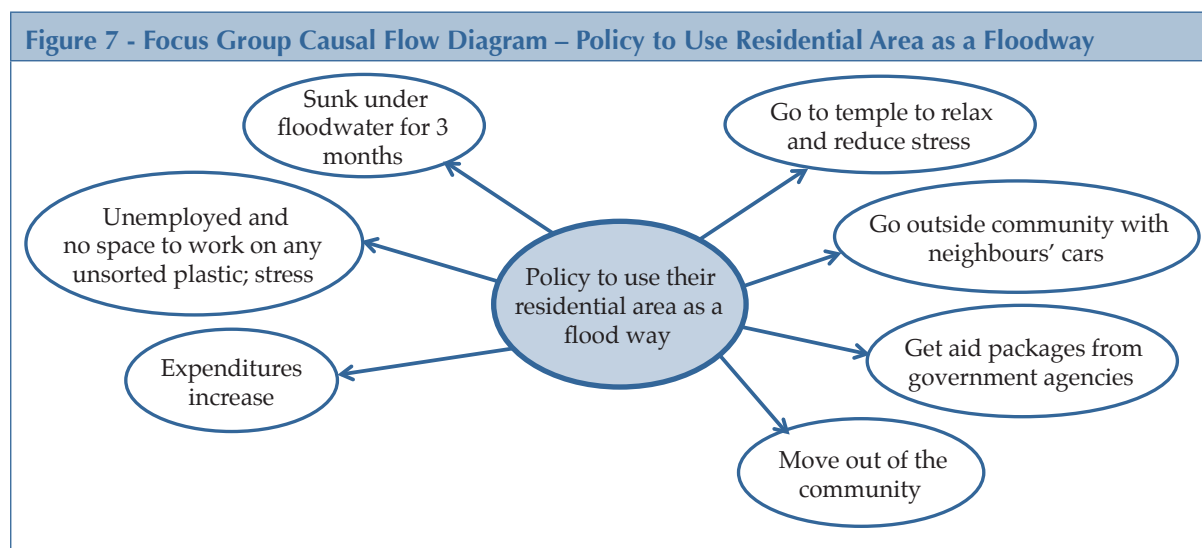 Figure 7 - Focus Group Causal Flow Diagram – Policy to Use Residential Area as a Floodway
Sunk under
floodwater for 3
months
Go to temple to relax
and reduce stress
Unemployed and
no space to work on any
unsorted plastic; stress
Go outside community with
neighbours’ cars
Policy to use their
residential area as a
flood way
Expenditures
increase
Get aid packages from
government agencies
Move out of the
community